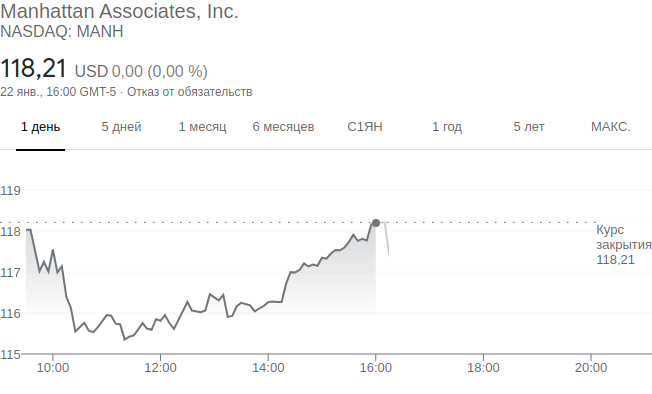 Manhattan Associates, Inc.
NASDAQ: MANH
118,21 USD 0,00 (0,00 %)
22 янв., 16:00 GMT-5 · Отказ от обязательств
1 день 5 дней 1 месяц 6 месяцев С1ЯН 1 год 5 лет МАКС.
119
118
117
116
115
Курс
закрытия
118,21
10:00 12:00 14:00 16:00 18:00 20:00